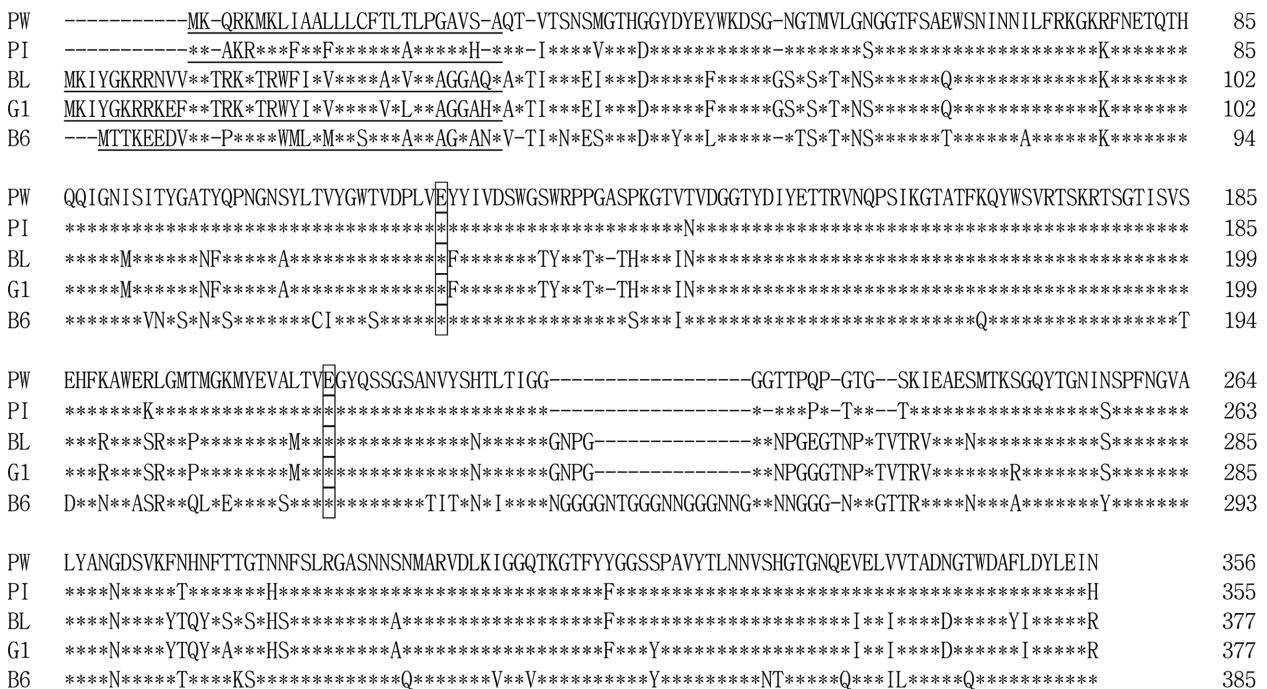 PW -----------MK-QRKMKLIAALLLCFTLTLPGAVS-AQT-VTSNSMGTHGGYDYEYWKDSG-NGTMVLGNGGTFSAEWSNINNILFRKGKRFNETQTH 85
PI -----------**-AKR***F**F******A*****H-***-I****V***D***********-*******S********************K******* 85
BL MKIYGKRRNVV**TRK*TRWFI*V****A*V**AGGAQ*A*TI***EI***D*****F*****GS*S*T*NS******Q*************K******* 102
G1 MKIYGKRRKEF**TRK*TRWYI*V****V*L**AGGAH*A*TI***EI***D*****F*****GS*S*T*NS******Q*************K******* 102
B6 ---MTTKEEDV**-P****WML*M**S***A**AG*AN*V-TI*N*ES***D**Y**L*****-*TS*T*NS******T******A******K******* 94
PW QQIGNISITYGATYQPNGNSYLTVYGWTVDPLVEYYIVDSWGSWRPPGASPKGTVTVDGGTYDIYETTRVNQPSIKGTATFKQYWSVRTSKRTSGTISVS 185
PI *******************************************************N******************************************** 185
BL *****M******NF*****A**************F*******TY**T*-TH***IN******************************************** 199
G1 *****M******NF*****A**************F*******TY**T*-TH***IN******************************************** 199
B6 *******VN*S*N*S*******CI***S**********************S***I**************************Q*****************T 194
PW EHFKAWERLGMTMGKMYEVALTVEGYQSSGSANVYSHTLTIGG------------------GGTTPQP-GTG--SKIEAESMTKSGQYTGNINSPFNGVA 264
PI *******K***********************************------------------*-***P*-T**--T*****************S******* 263
BL ***R***SR**P********M***************N******GNPG--------------**NPGEGTNP*TVTRV***N***********S******* 285
G1 ***R***SR**P********M***************N******GNPG--------------**NPGGGTNP*TVTRV*******R*******S******* 285
B6 D**N**ASR**QL*E****S************TIT*N*I****NGGGGNTGGGNNGGGNNG**NNGGG-N**GTTR****N***A*******Y******* 293
PW LYANGDSVKFNHNFTTGTNNFSLRGASNNSNMARVDLKIGGQTKGTFYYGGSSPAVYTLNNVSHGTGNQEVELVVTADNGTWDAFLDYLEIN 356
PI ****N*****T*******H*****************************F******************************************H 355
BL ****N****YTQY*S*S*HS*********A******************F*********************I**I****D*****YI*****R 377
G1 ****N****YTQY*A***HS*********A******************F***Y*****************I**I****D******I*****R 377
B6 ****N*****T****KS*************Q*******V**V**********Y*********NT*****Q***IL*****Q*********** 385